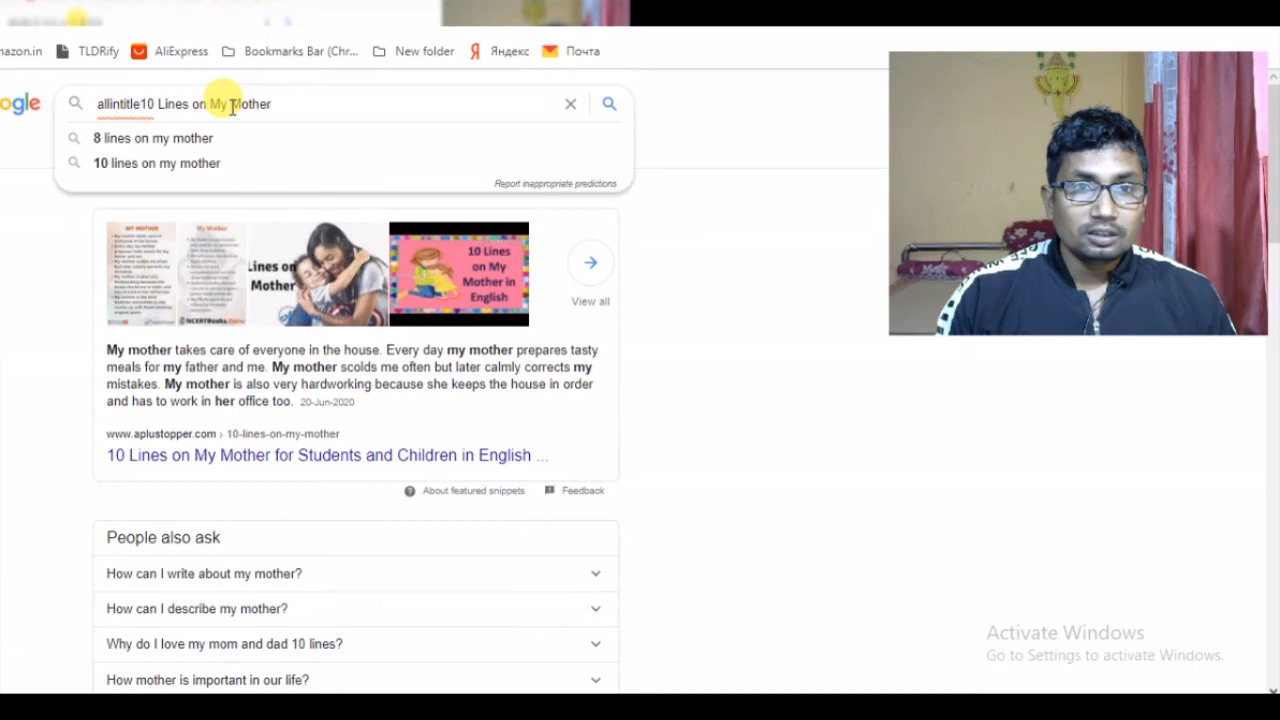 mazon.in TLDRify AliExpress Bookmarks Bar (Chr... New folder Я Яндекс Почта
ogle
allintitle10 Lines on My Mother
8 lines on my mother
10 lines on my mother
Report inappropriate predictions
MY MOTHER
My Mother
NCERTBooks.Guru
Lines on
Mother
10 Lines
on My
Mother in
English
View all
My mother takes care of everyone in the house. Every day my mother prepares tasty
meals for my father and me. My mother scolds me often but later calmly corrects my
mistakes. My mother is also very hardworking because she keeps the house in order
and has to work in her office too. 20-Jun-2020
www.aplustopper.com › 10-lines-on-my-mother
10 Lines on My Mother for Students and Children in English ...
About featured snippets Feedback
People also ask
How can I write about my mother?
How can I describe my mother?
Why do I love my mom and dad 10 lines?
How mother is important in our life?
Activate Windows
Go to Settings to activate Windows.